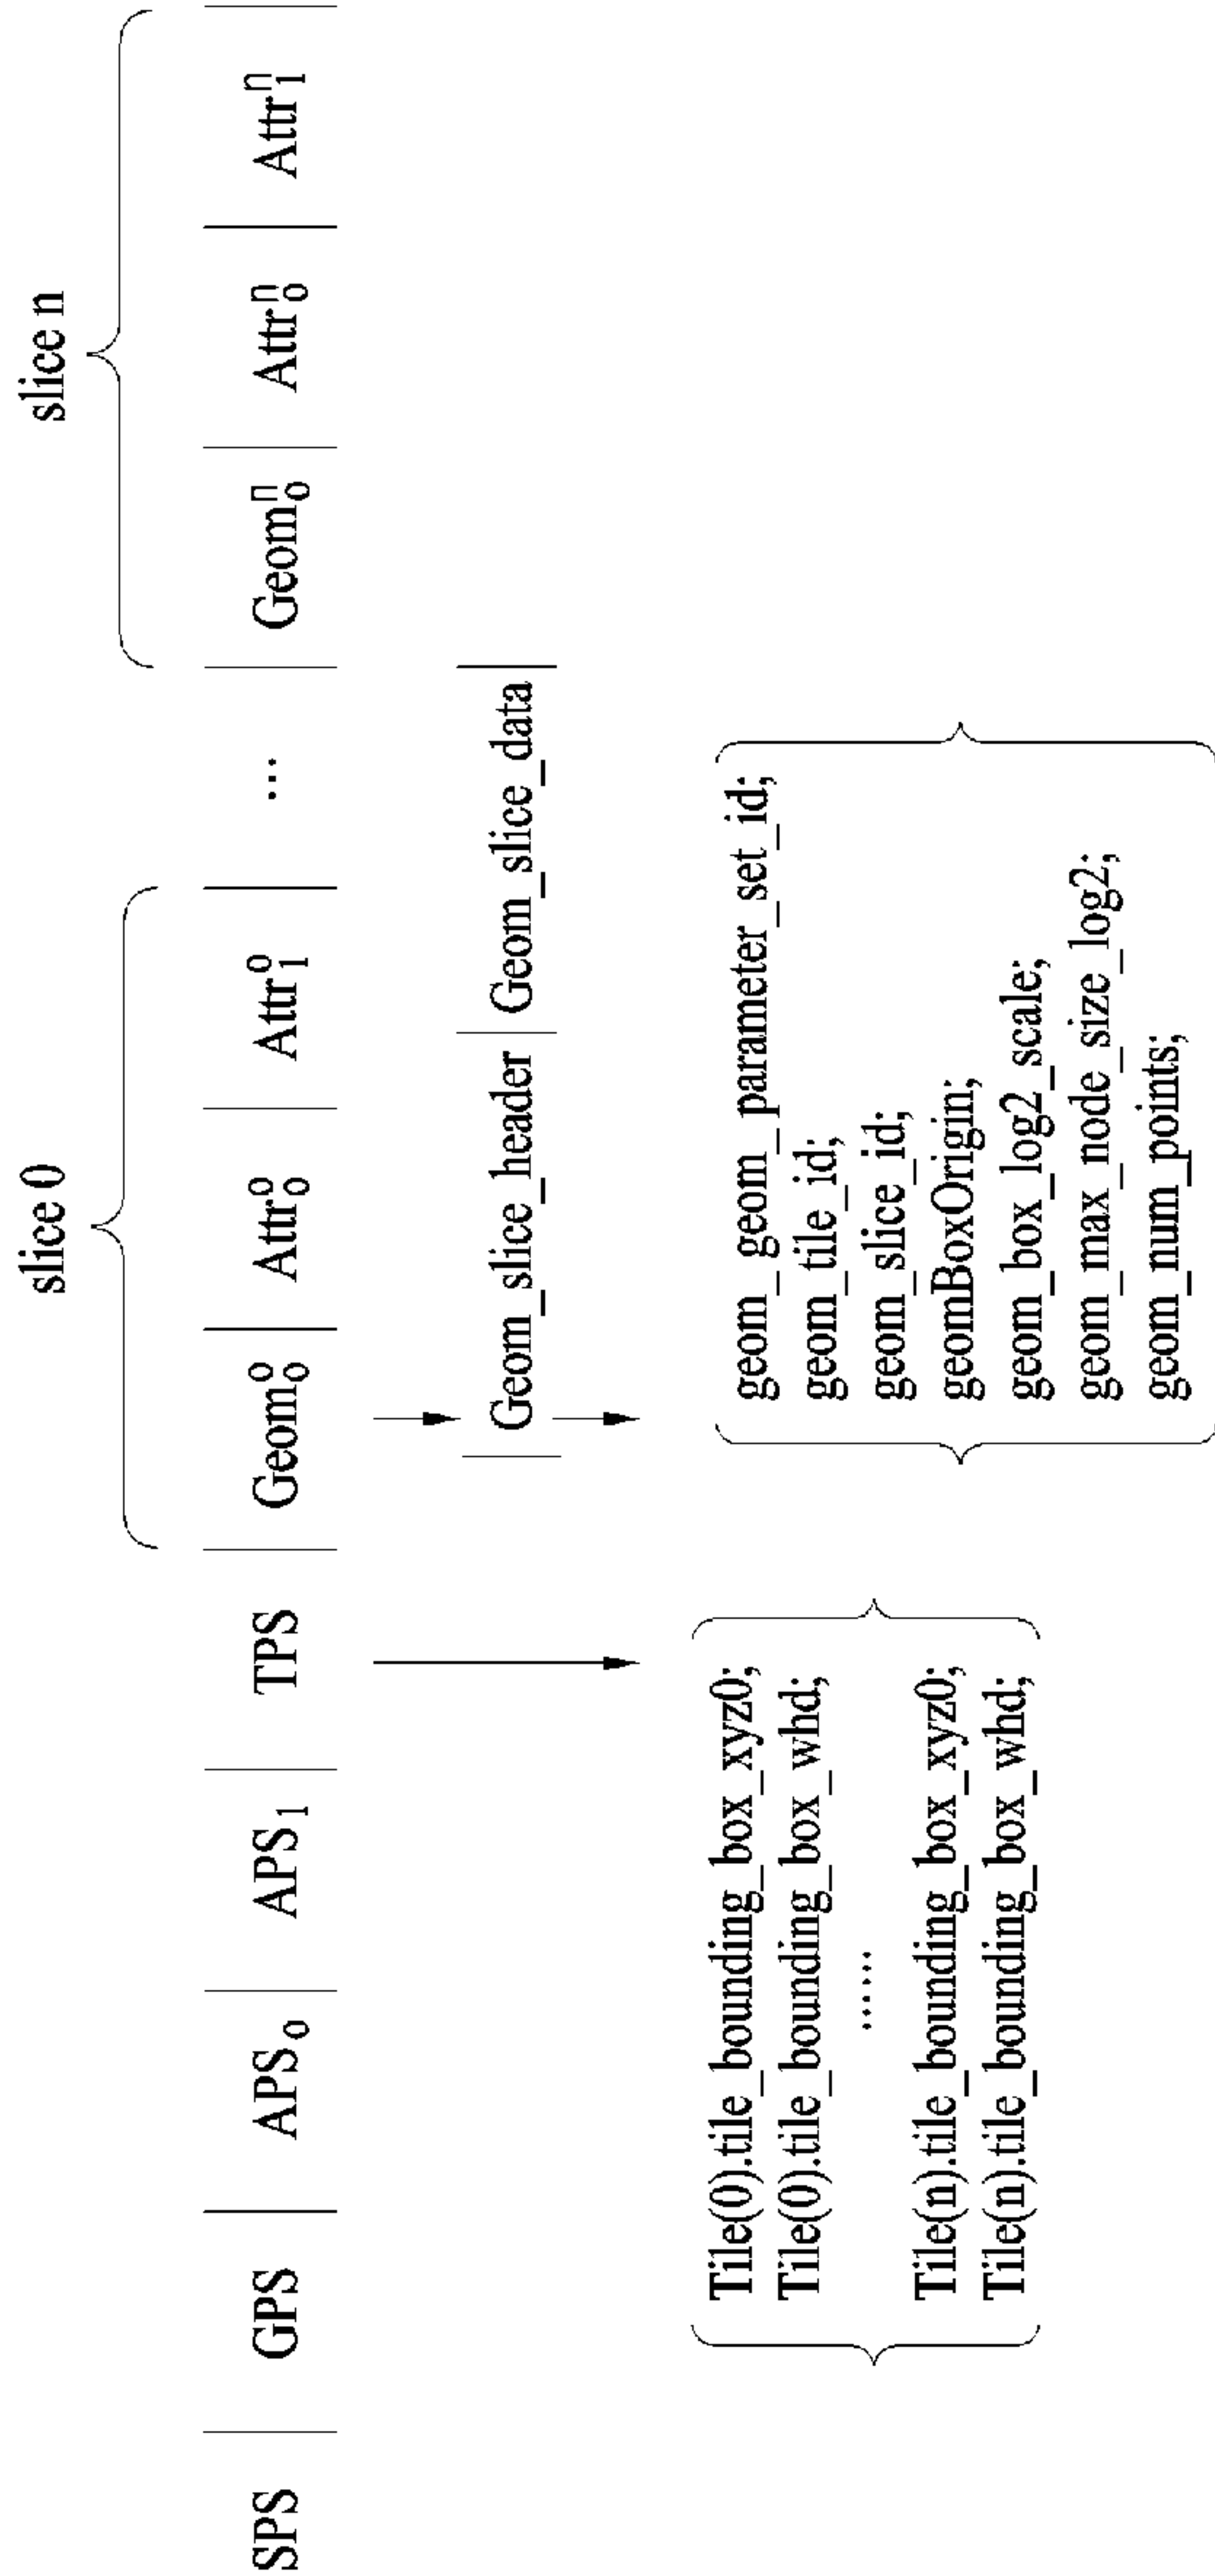 slice 0
slice n
SPS GPS APS₀ APS₁ TPS Geom₀⁰ Attr₀⁰ Attr₁⁰ ... Geom₀ⁿ Attr₀ⁿ Attr₁ⁿ
Geom_slice_header Geom_slice_data
Tile(0).tile_bounding_box_xyz0;
Tile(0).tile_bounding_box_whd;
......
Tile(n).tile_bounding_box_xyz0;
Tile(n).tile_bounding_box_whd;
geom_geom_parameter_set_id;
geom_tile_id;
geom_slice_id;
geomBoxOrigin;
geom_box_log2_scale;
geom_max_node_size_log2;
geom_num_points;